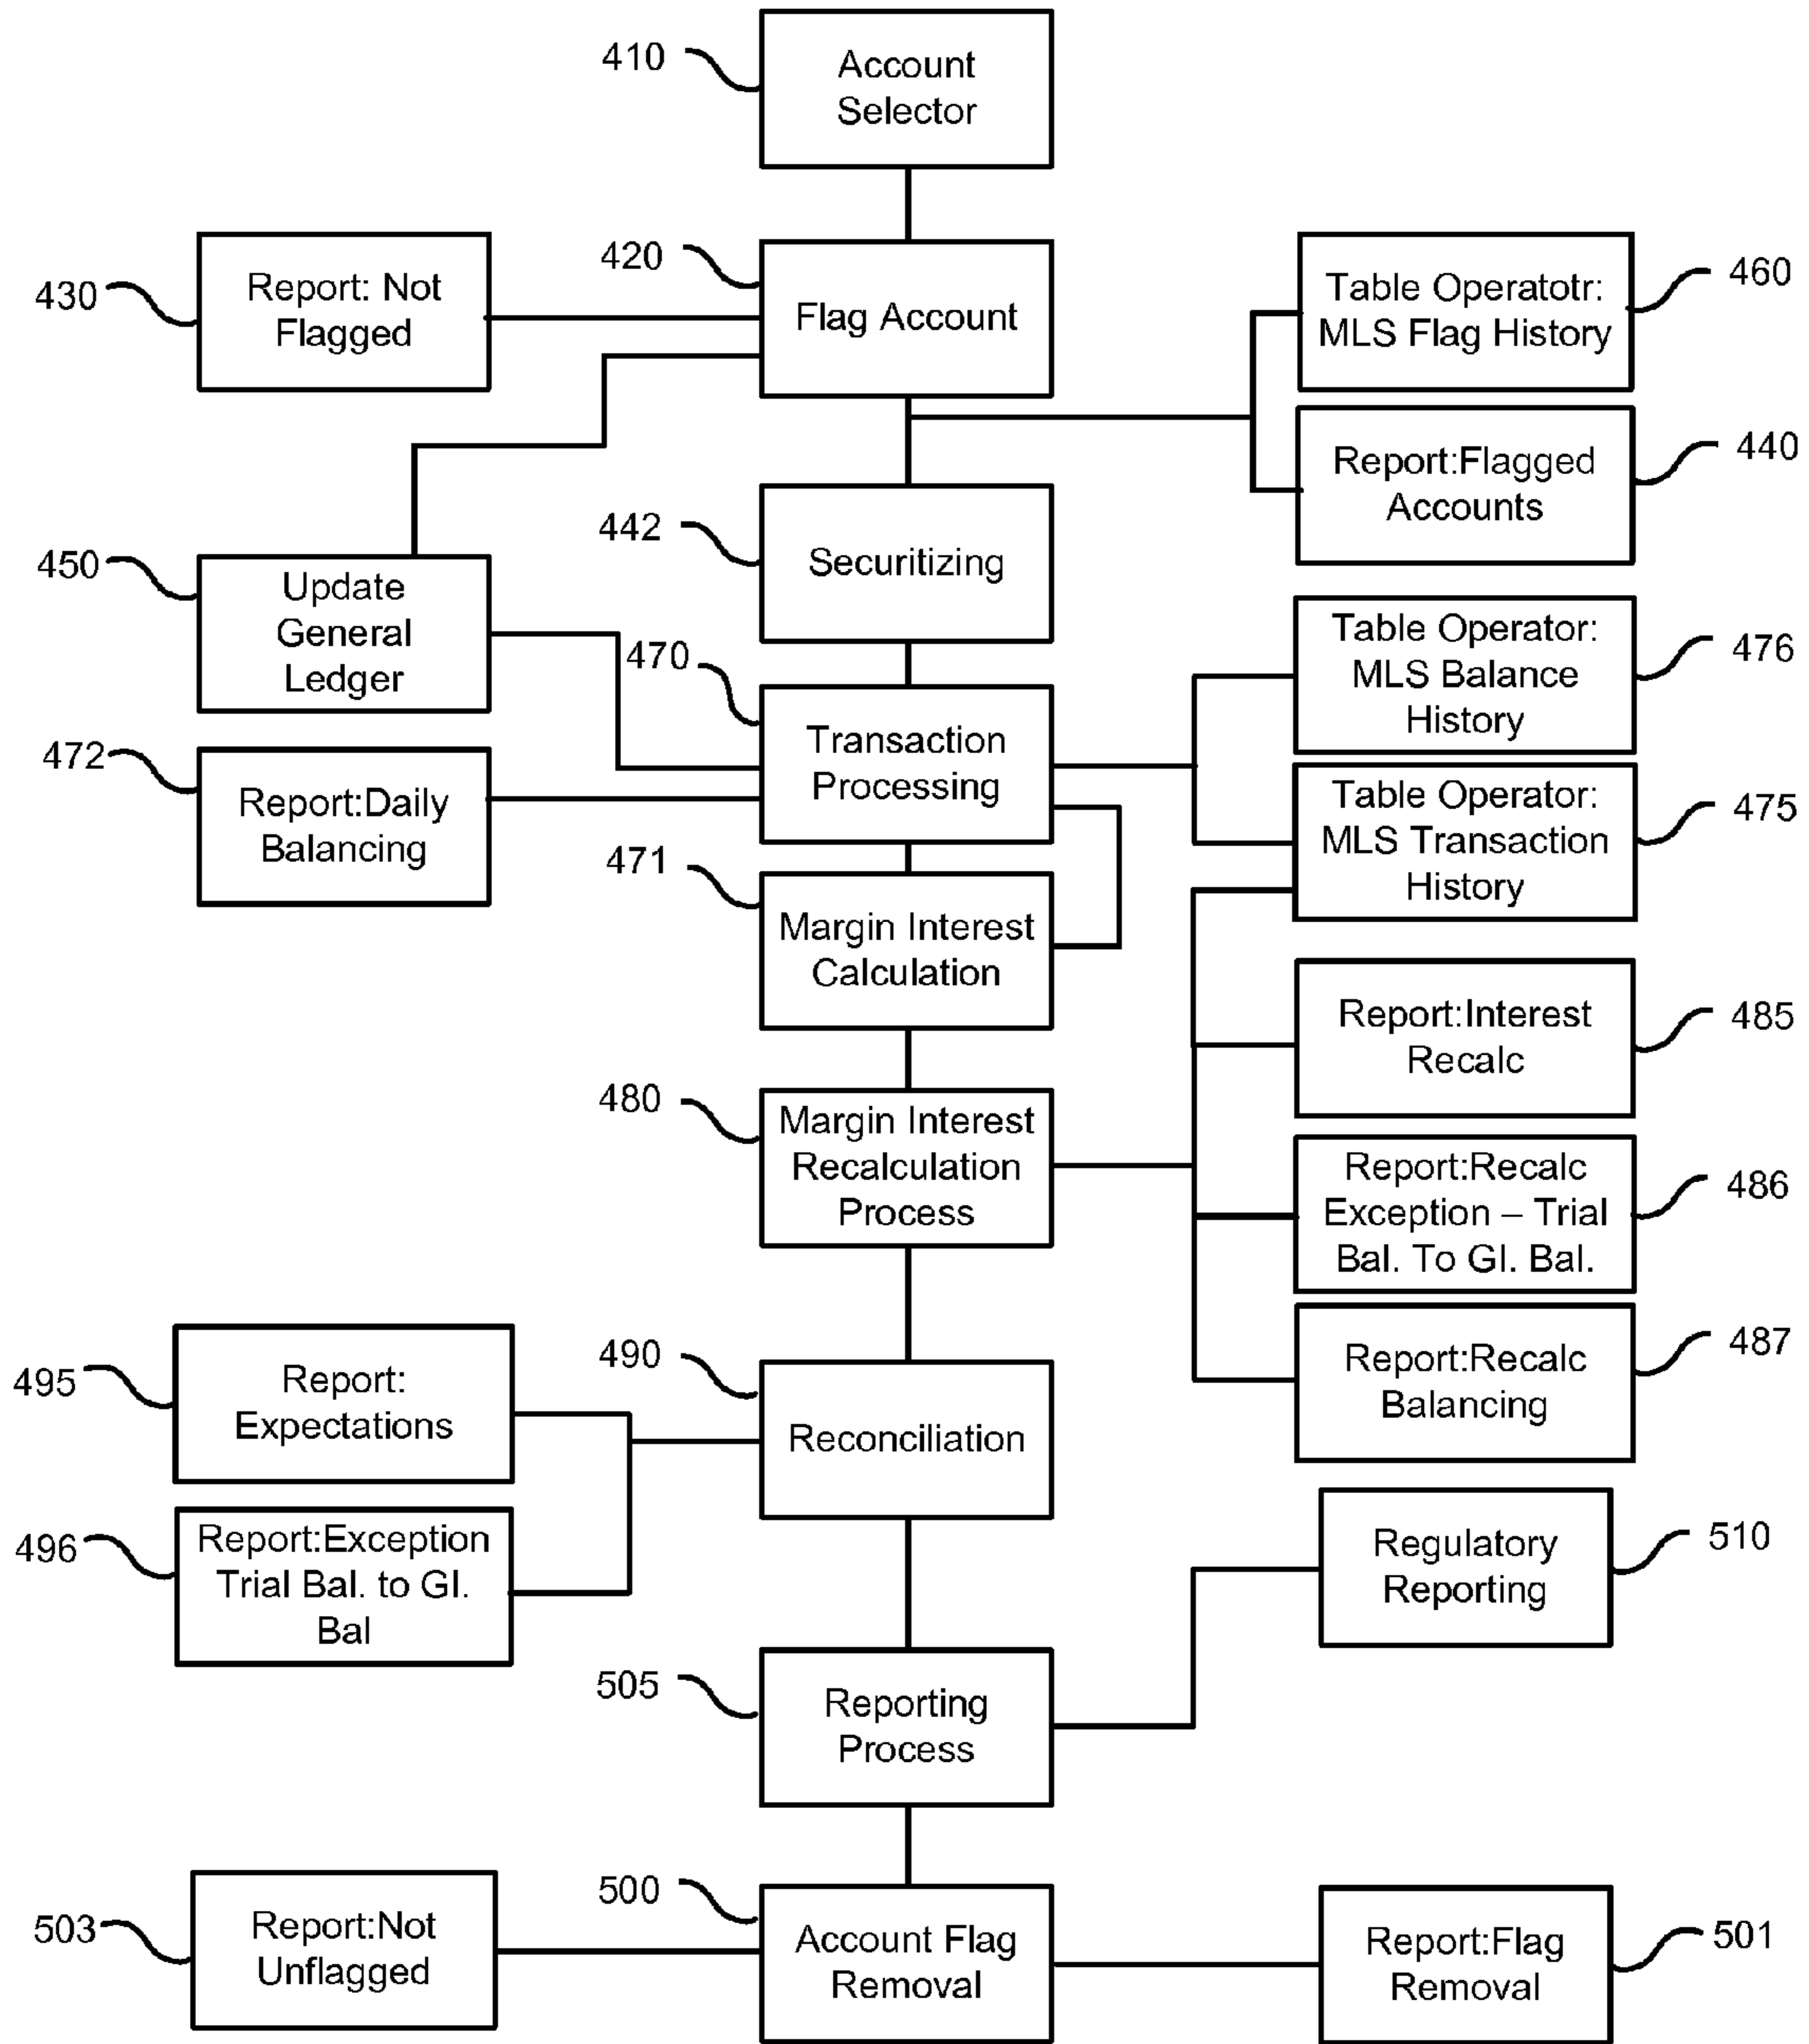 410
Account
Selector
430
Report: Not
Flagged
420
Flag Account
Table Operatotr:
MLS Flag History
460
Report:Flagged
Accounts
440
442
Securitizing
450
Update
General
Ledger
470
Transaction
Processing
Table Operator:
MLS Balance
History
476
472
Report:Daily
Balancing
Table Operator:
MLS Transaction
History
475
471
Margin Interest
Calculation
Report:Interest
Recalc
485
480
Margin Interest
Recalculation
Process
Report:Recalc
Exception – Trial
Bal. To Gl. Bal.
486
Report:Recalc
Balancing
487
495
Report:
Expectations
490
Reconciliation
496
Report:Exception
Trial Bal. to Gl.
Bal
Regulatory
Reporting
510
505
Reporting
Process
503
Report:Not
Unflagged
500
Account Flag
Removal
Report:Flag
Removal
501